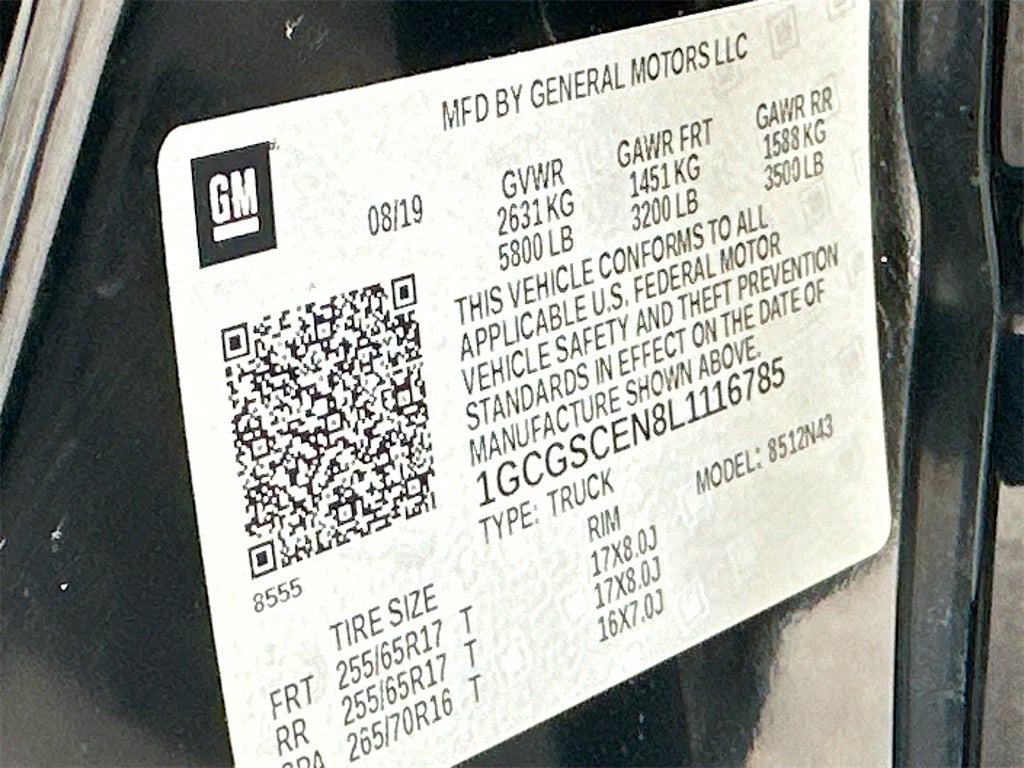 MFD BY GENERAL MOTORS LLC
GM
08/19
GVWR GAWR FRT GAWR RR
2631 KG 1451 KG 1588 KG
5800 LB 3200 LB 3500 LB
THIS VEHICLE CONFORMS TO ALL
APPLICABLE U.S. FEDERAL MOTOR
VEHICLE SAFETY AND THEFT PREVENTION
STANDARDS IN EFFECT ON THE DATE OF
MANUFACTURE SHOWN ABOVE.
1GCGSCEN8L1116785
TYPE: TRUCK MODEL: 8512N43
8555
TIRE SIZE RIM
FRT 255/65R17 T 17X8.0J
RR 255/65R17 T 17X8.0J
SPA 265/70R16 T 16X7.0J